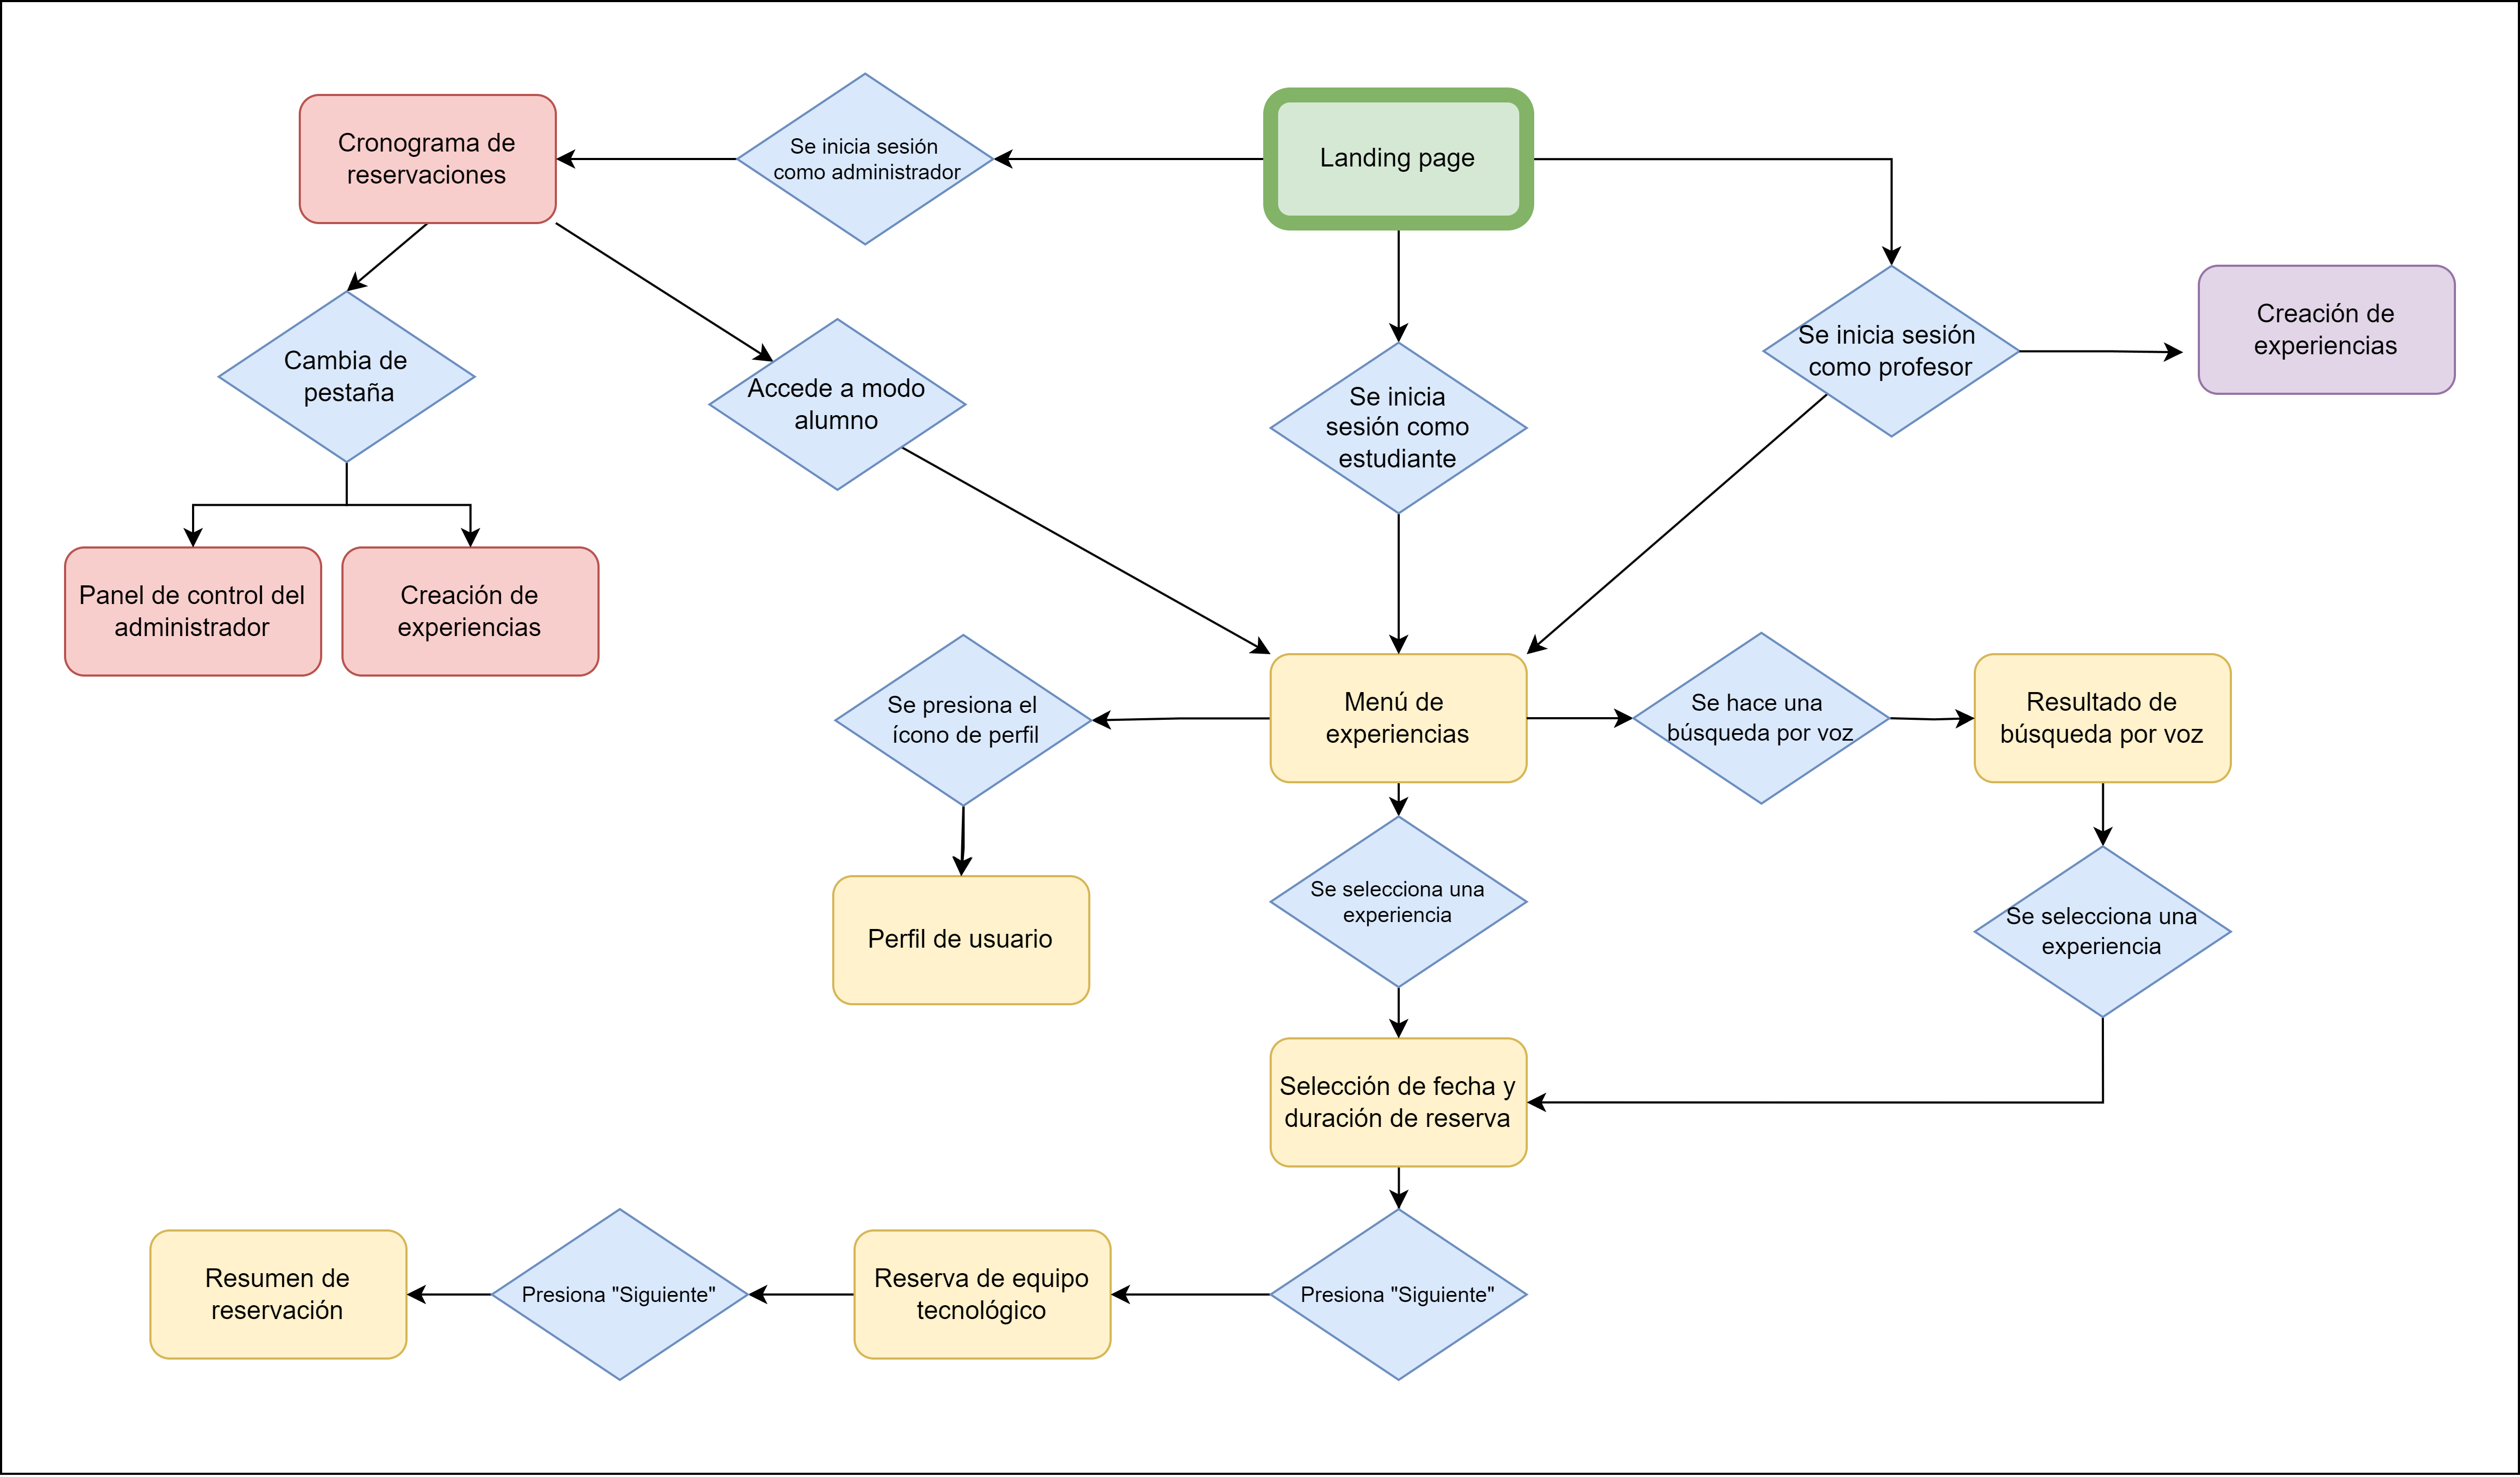 Cronograma de
reservaciones
Se inicia sesión
como administrador
Landing page
Se inicia sesión
como profesor
Creación de
experiencias
Cambia de
pestaña
Accede a modo
alumno
Se inicia
sesión como
estudiante
Panel de control del
administrador
Creación de
experiencias
Se presiona el
ícono de perfil
Menú de
experiencias
Se hace una
búsqueda por voz
Resultado de
búsqueda por voz
Perfil de usuario
Se selecciona una
experiencia
Se selecciona una
experiencia
Selección de fecha y
duración de reserva
Resumen de
reservación
Presiona "Siguiente"
Reserva de equipo
tecnológico
Presiona "Siguiente"